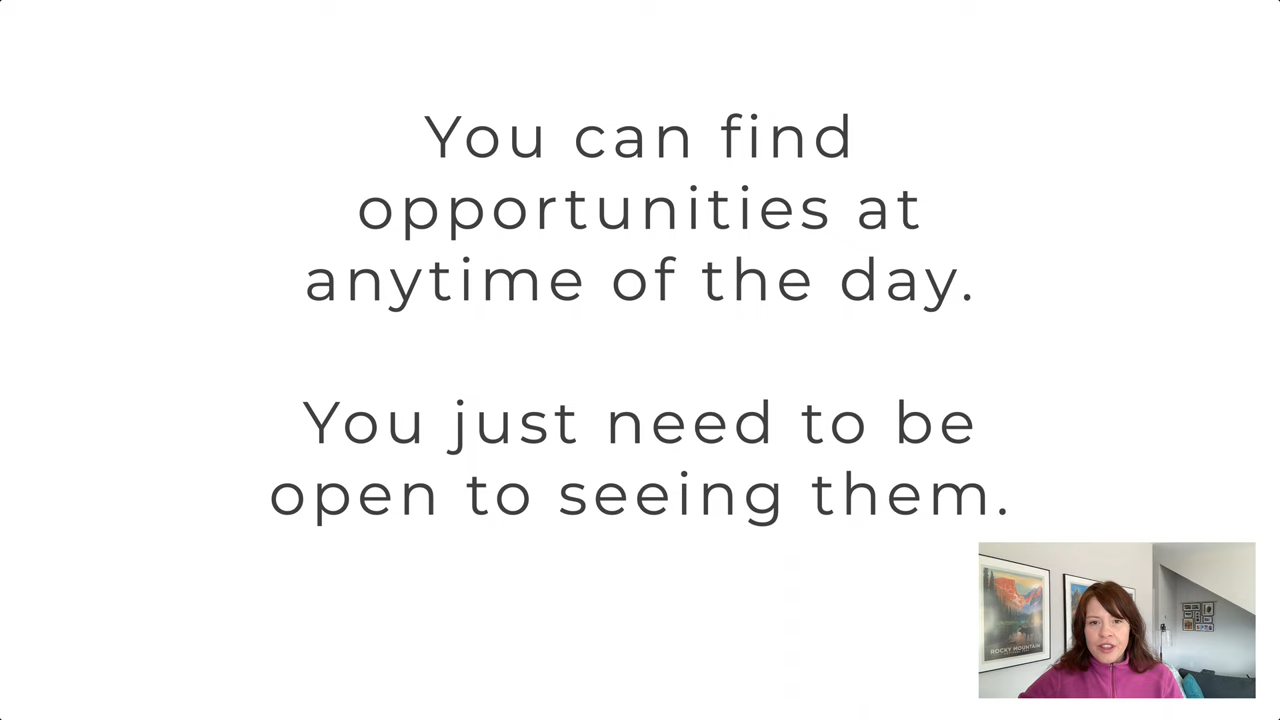 You can find
opportunities at
anytime of the day.
You just need to be
open to seeing them.
ROCKY MOUNTAIN